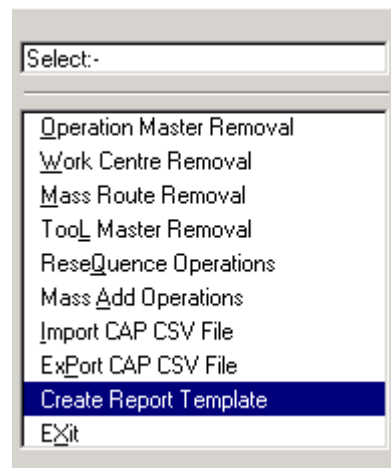 Select:-
Operation Master Removal
Work Centre Removal
Mass Route Removal
TooL Master Removal
ReseQuence Operations
Mass Add Operations
Import CAP CSV File
ExPort CAP CSV File
Create Report Template
EXit